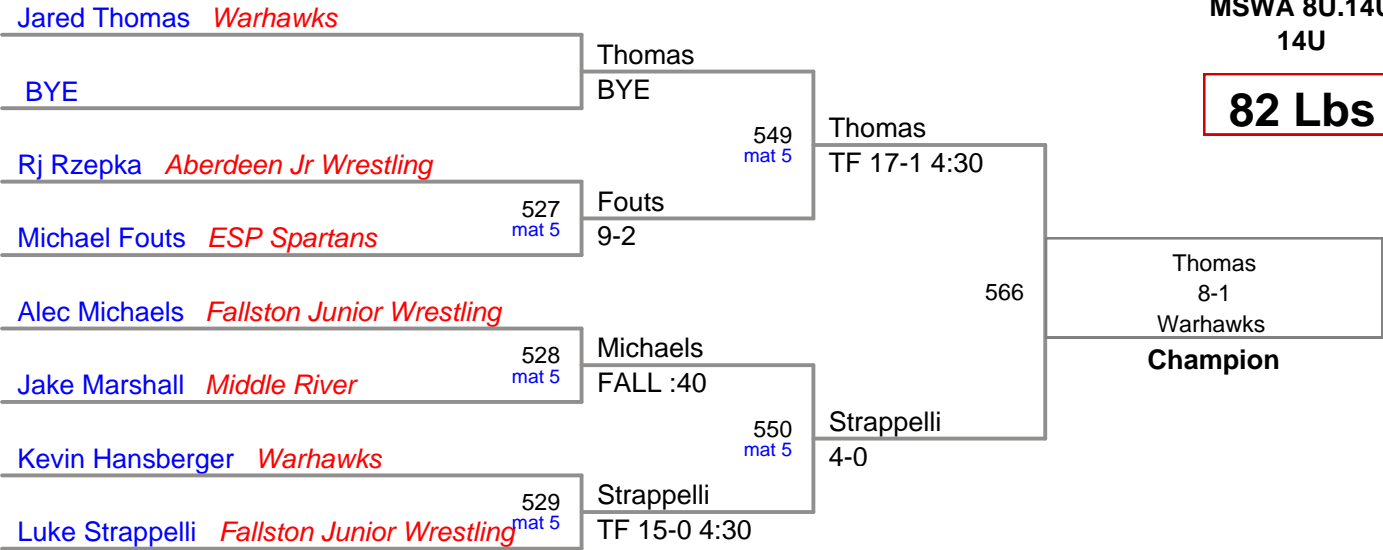 Jared Thomas Warhawks
MSWA 8U.14U
14U
Thomas
BYE
BYE
82 Lbs
549
mat 5
Thomas
TF 17-1 4:30
Rj Rzepka Aberdeen Jr Wrestling
527
mat 5
Fouts
9-2
Michael Fouts ESP Spartans
566
Thomas
8-1
Warhawks
Champion
Alec Michaels Fallston Junior Wrestling
528
mat 5
Michaels
FALL :40
Jake Marshall Middle River
550
mat 5
Strappelli
4-0
Kevin Hansberger Warhawks
529
mat 5
Strappelli
TF 15-0 4:30
Luke Strappelli Fallston Junior Wrestling